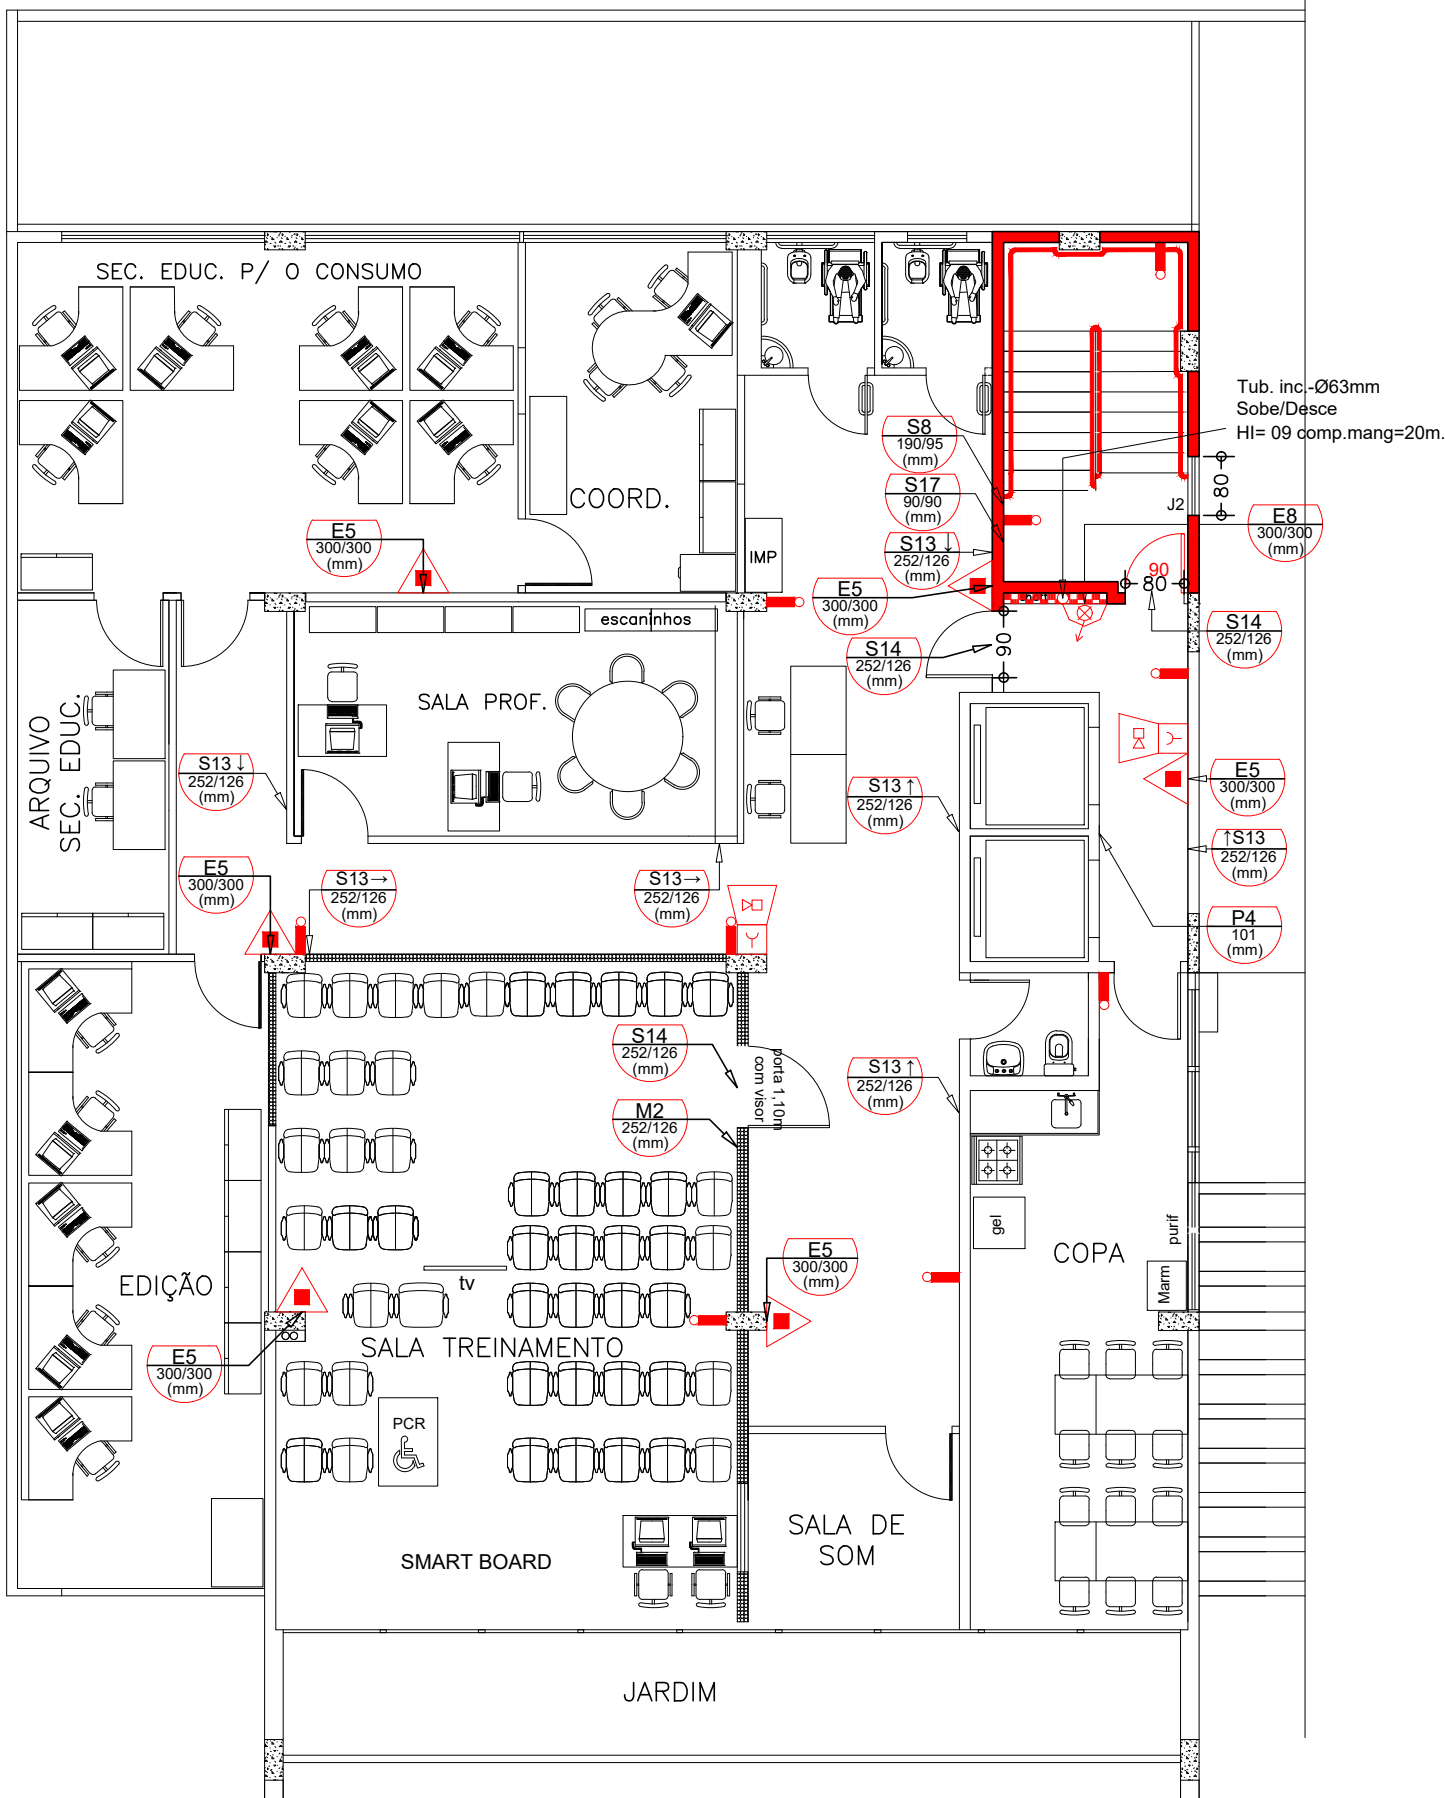 SEC. EDUC. P/ O CONSUMO
Tub. inc.-Ø63mm
Sobe/Desce
HI= 09 comp.mang=20m.
S8
190/95
(mm)
S17
90/90
(mm)
COORD.
J2
80
E5
300/300
(mm)
E8
300/300
(mm)
S13 ↓
252/126
(mm)
IMP
90
80
E5
300/300
(mm)
escaninhos
S14
252/126
(mm)
90
S14
252/126
(mm)
SALA PROF.
ARQUIVO
SEC. EDUC.
S13 ↓
252/126
(mm)
S13 ↑
252/126
(mm)
E5
300/300
(mm)
↑S13
252/126
(mm)
E5
300/300
(mm)
S13→
252/126
(mm)
S13→
252/126
(mm)
P4
101
(mm)
S14
252/126
(mm)
porta 1,10m
com visor
S13 ↑
252/126
(mm)
M2
252/126
(mm)
gel
purif
COPA
E5
300/300
(mm)
EDIÇÃO
tv
Marm
SALA TREINAMENTO
E5
300/300
(mm)
PCR
SALA DE
SOM
SMART BOARD
JARDIM